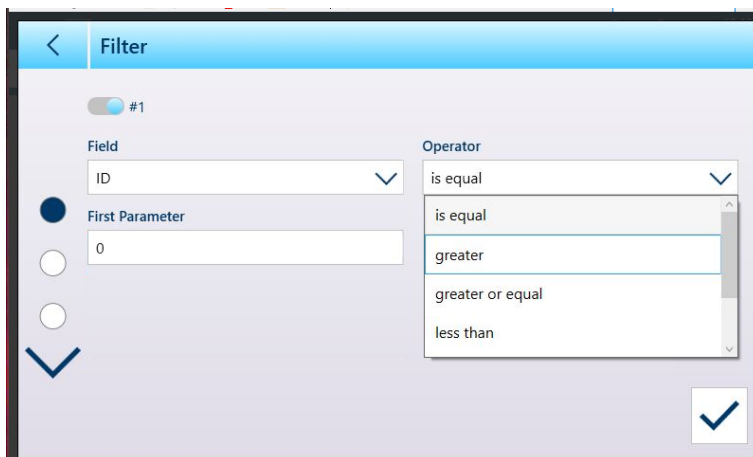 Filter
#1
Field
Operator
ID
is equal
First Parameter
0
is equal
greater
greater or equal
less than